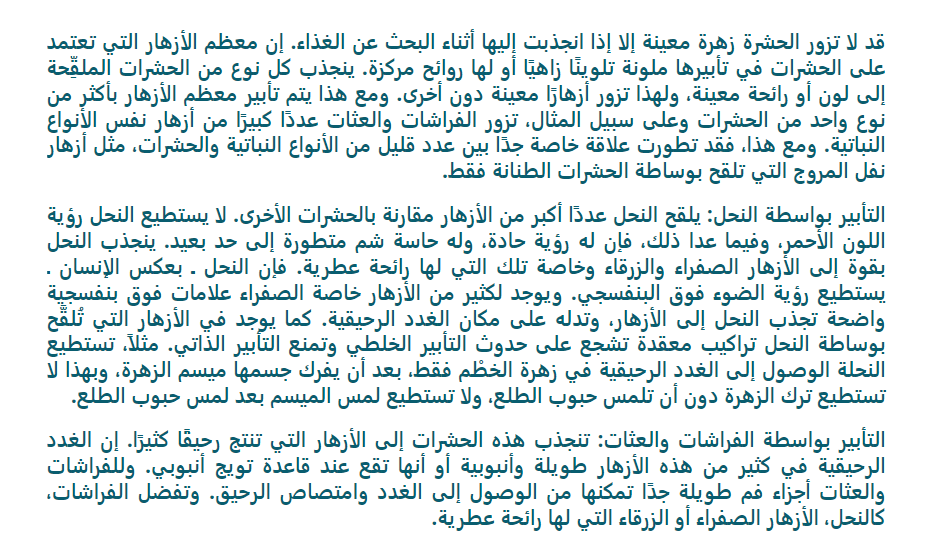 قد لا تزور الحشرة زهرة معينة إلا إذا انجذبت إليها أثناء البحث عن الغذاء. إن معظم الأزهار التي تعتمد
على الحشرات في تأبيرها ملونة تلوينًا زاهيًا أو لها روائح مركزة. ينجذب كل نوع من الحشرات الملقِّحة
إلى لون أو رائحة معينة، ولهذا تزور أزهارًا معينة دون أخرى. ومع هذا يتم تأبير معظم الأزهار بأكثر من
نوع واحد من الحشرات وعلى سبيل المثال، تزور الفراشات والعثات عددًا كبيرًا من أزهار نفس الأنواع
النباتية. ومع هذا، فقد تطورت علاقة خاصة جدًا بين عدد قليل من الأنواع النباتية والحشرات، مثل أزهار
نفل المروج التي تلقح بوساطة الحشرات الطنانة فقط.
التأبير بواسطة النحل: يلقح النحل عددًا أكبر من الأزهار مقارنة بالحشرات الأخرى. لا يستطيع النحل رؤية
اللون الأحمر، وفيما عدا ذلك، فإن له رؤية حادة، وله حاسة شم متطورة إلى حد بعيد. ينجذب النحل
بقوة إلى الأزهار الصفراء والزرقاء وخاصة تلك التي لها رائحة عطرية. فإن النحل ـ بعكس الإنسان ـ
يستطيع رؤية الضوء فوق البنفسجي. ويوجد لكثير من الأزهار خاصة الصفراء علامات فوق بنفسجية
واضحة تجذب النحل إلى الأزهار، وتدله على مكان الغدد الرحيقية. كما يوجد في الأزهار التي تُلقَّح
بوساطة النحل تراكيب معقدة تشجع على حدوث التأبير الخلطي وتمنع التأبير الذاتي. مثلاً، تستطيع
النحلة الوصول إلى الغدد الرحيقية في زهرة الخطْم فقط، بعد أن يفرك جسمها ميسم الزهرة، وبهذا لا
تستطيع ترك الزهرة دون أن تلمس حبوب الطلع، ولا تستطيع لمس الميسم بعد لمس حبوب الطلع.
التأبير بواسطة الفراشات والعثات: تنجذب هذه الحشرات إلى الأزهار التي تنتج رحيقًا كثيرًا. إن الغدد
الرحيقية في كثير من هذه الأزهار طويلة وأنبوبية أو أنها تقع عند قاعدة تويج أنبوبي. وللفراشات
والعثات أجزاء فم طويلة جدًا تمكنها من الوصول إلى الغدد وامتصاص الرحيق. وتفضل الفراشات،
كالنحل، الأزهار الصفراء أو الزرقاء التي لها رائحة عطرية.